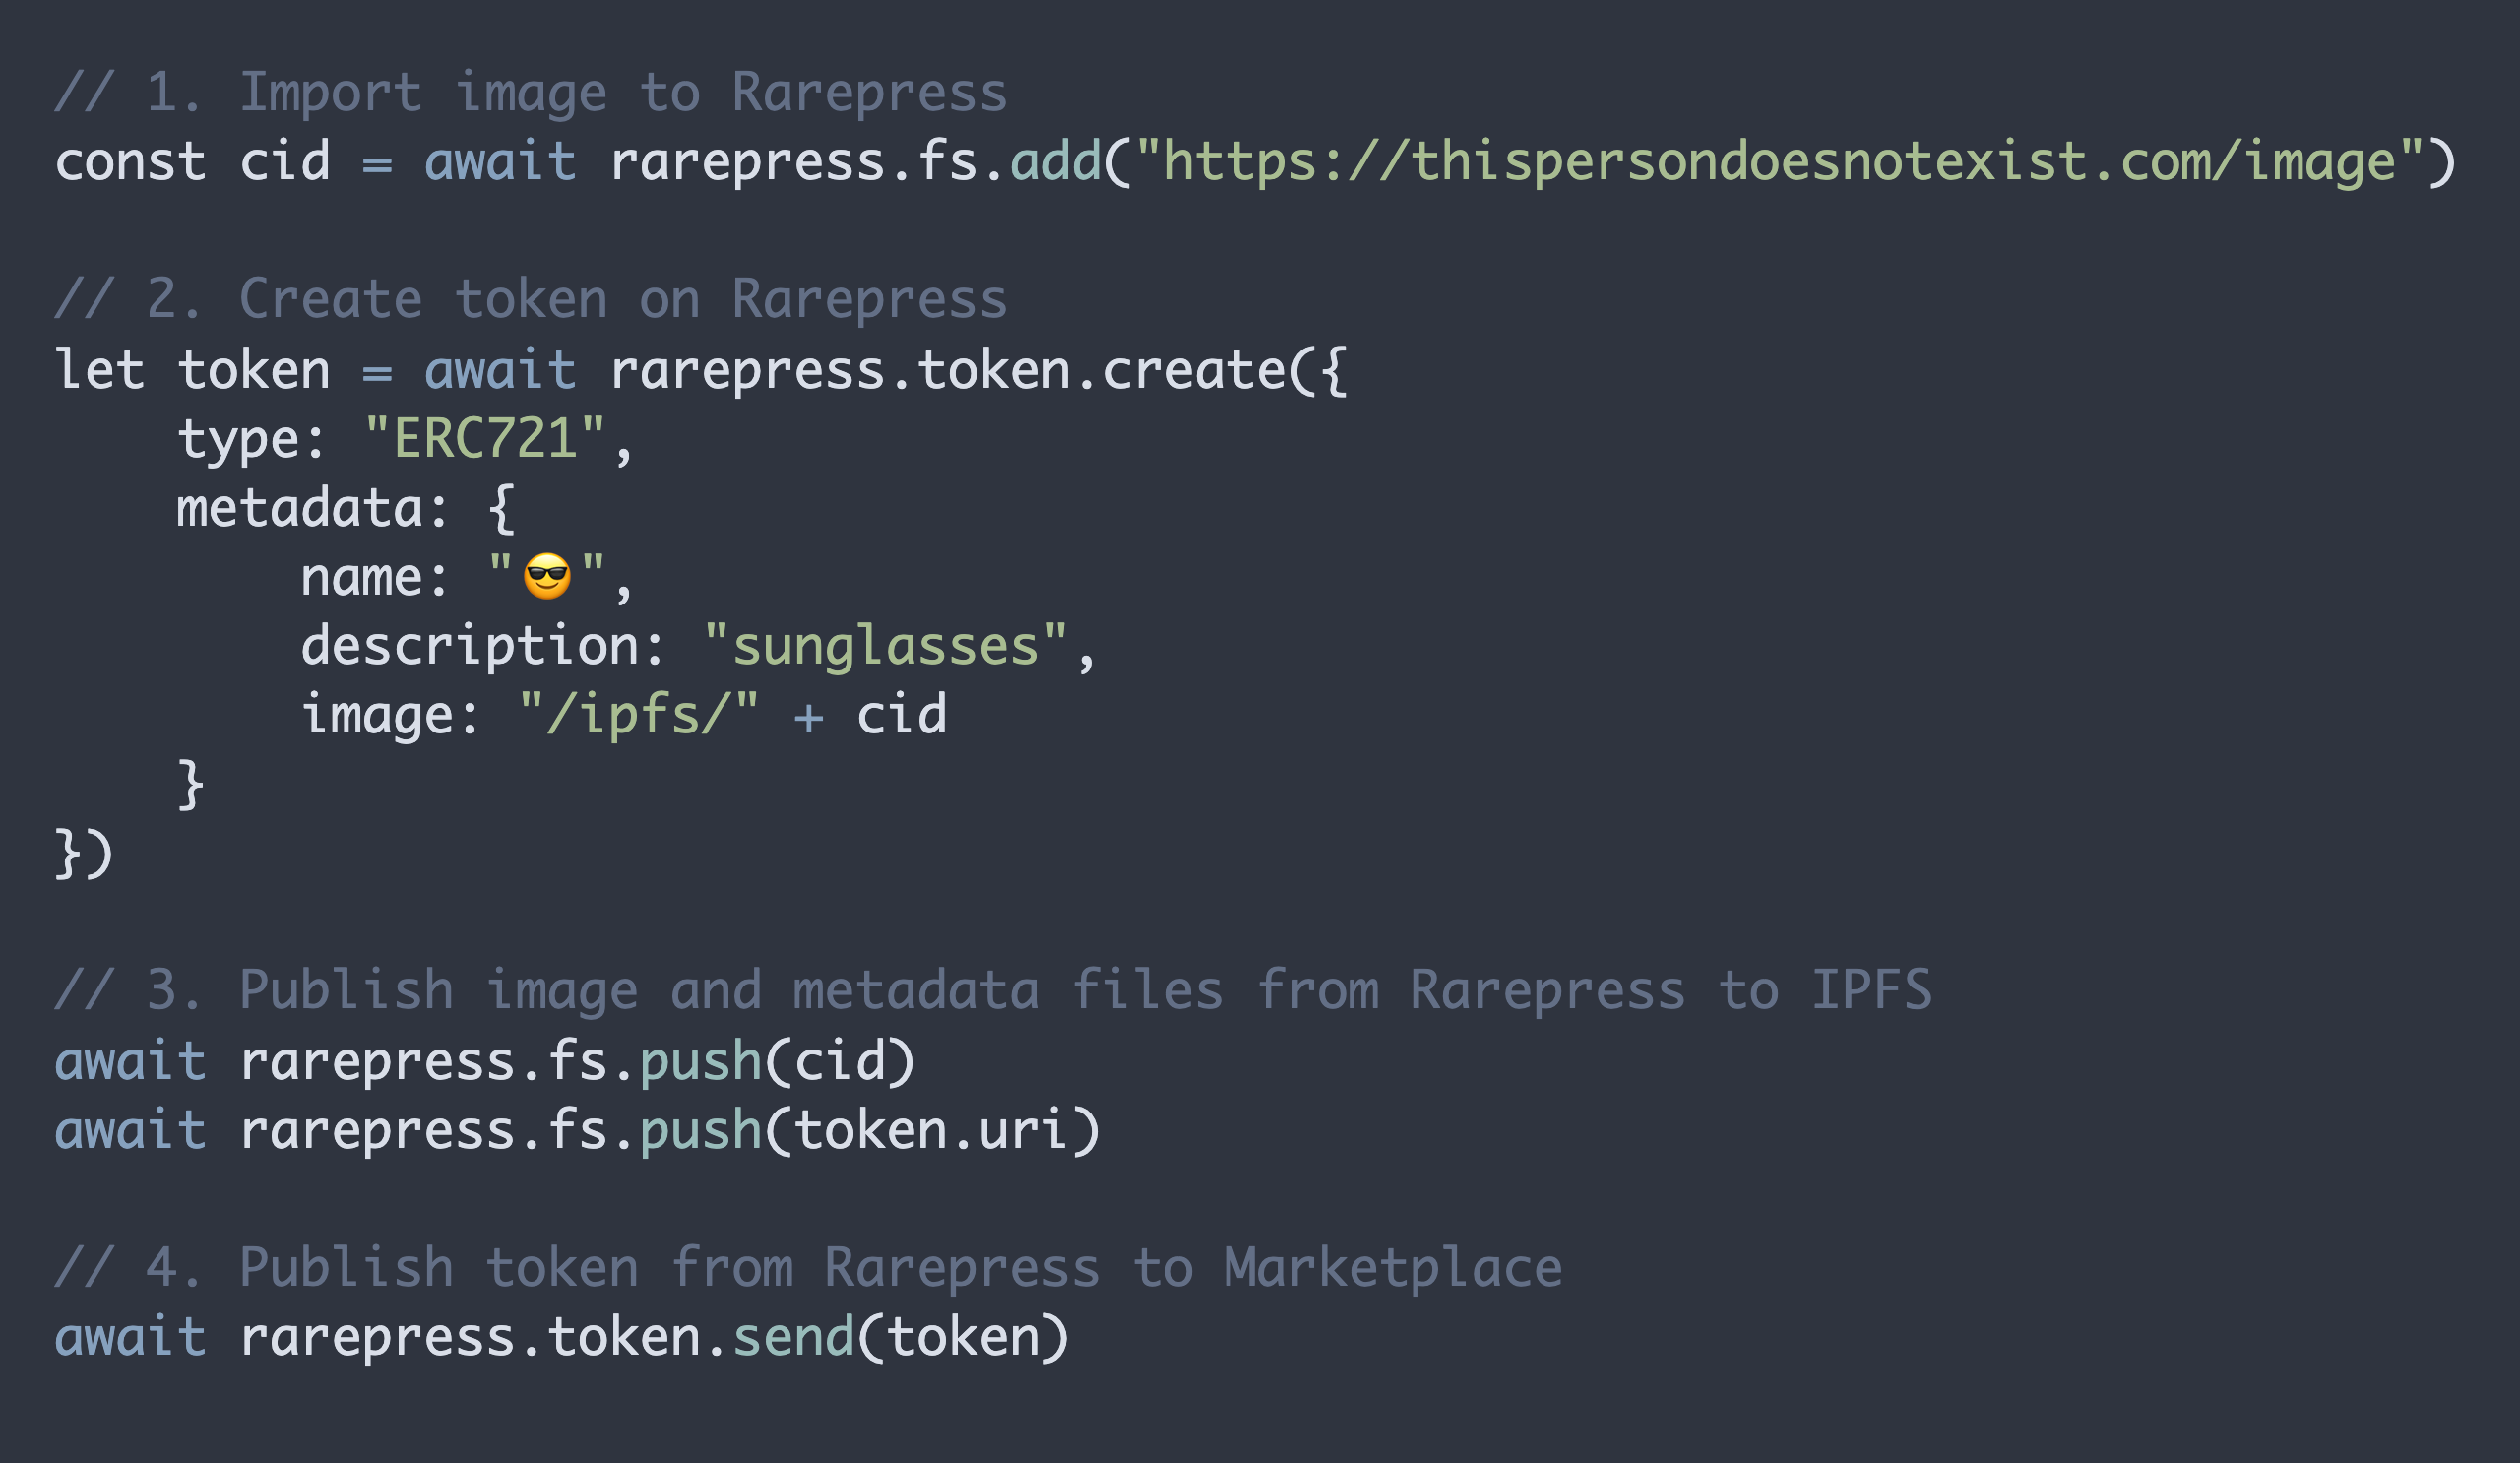 // 1. Import image to Rarepress
const cid = await rarepress.fs.add("https://thispersondoesnotexist.com/image")
// 2. Create token on Rarepress
let token = await rarepress.token.create({
    type: "ERC721",
    metadata: {
        name: "😎",
        description: "sunglasses",
        image: "/ipfs/" + cid
    }
})
// 3. Publish image and metadata files from Rarepress to IPFS
await rarepress.fs.push(cid)
await rarepress.fs.push(token.uri)
// 4. Publish token from Rarepress to Marketplace
await rarepress.token.send(token)